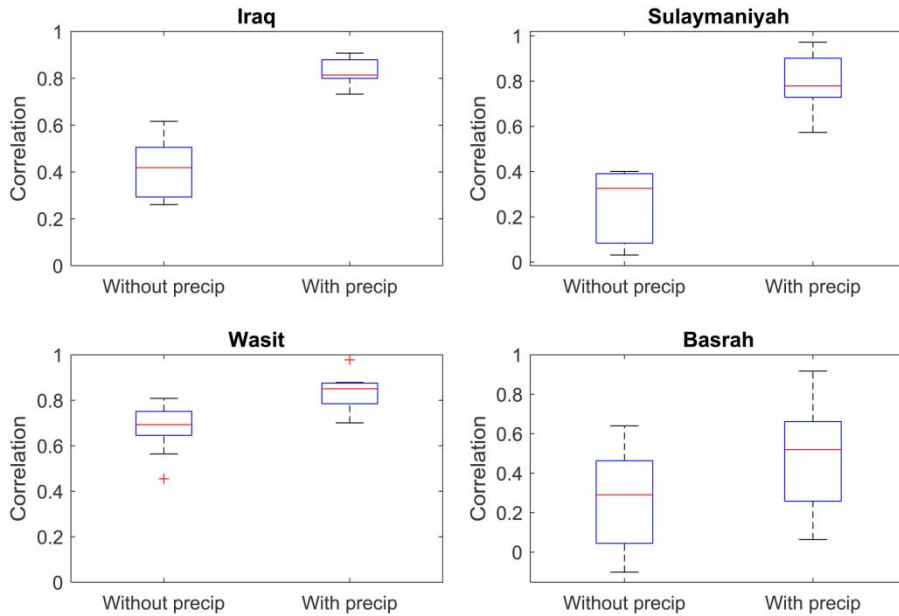 Iraq
Correlation
1
0.8
0.6
0.4
0.2
0
Without precip
With precip
Sulaymaniyah
Correlation
1
0.8
0.6
0.4
0.2
0
Without precip
With precip
Wasit
Correlation
1
0.8
0.6
0.4
0.2
0
Without precip
With precip
Basrah
Correlation
1
0.8
0.6
0.4
0.2
0
Without precip
With precip